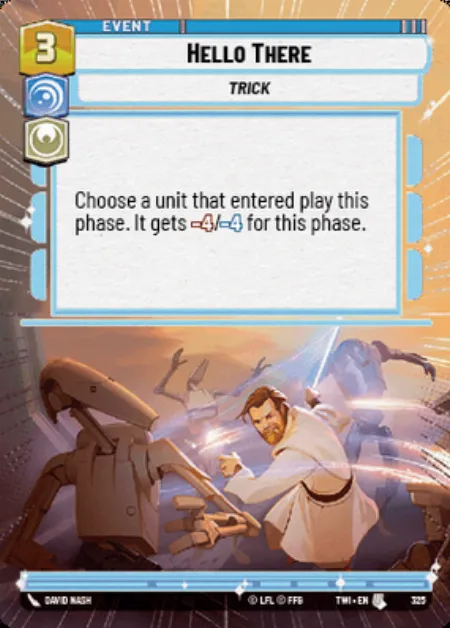 EVENT
3
HELLO THERE
TRICK
Choose a unit that entered play this
phase. It gets -4/-4 for this phase.
DAVID NASH
© LFL © FFG
TWI • EN
325